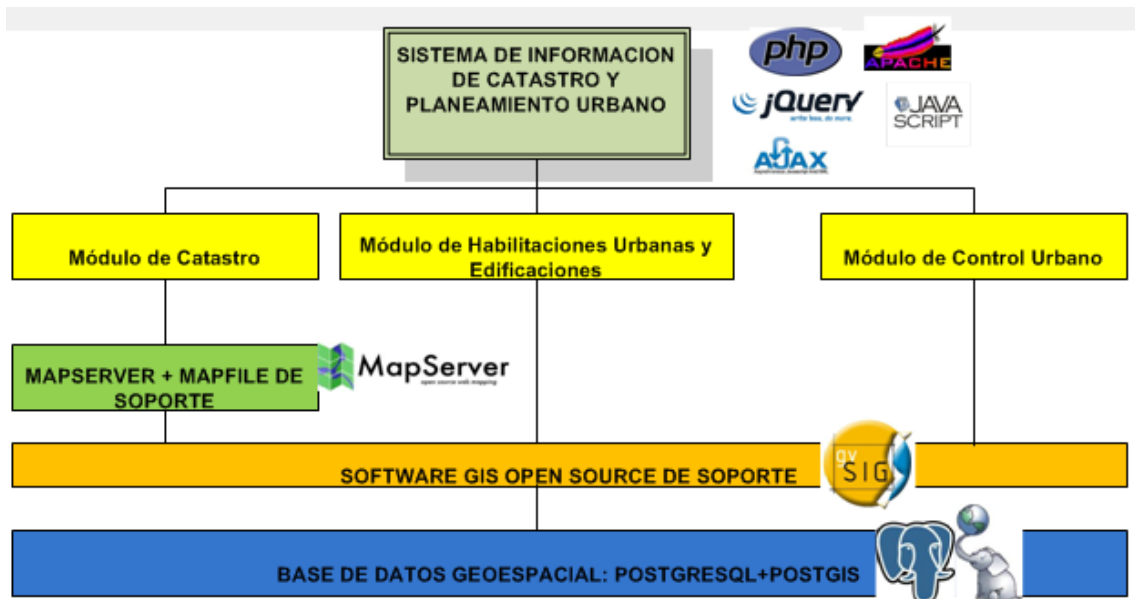 SISTEMA DE INFORMACION
DE CATASTRO Y
PLANEAMIENTO URBANO
php
APACHE
jQuery
write less, do more.
JAVA
SCRIPT
AJAX
Módulo de Catastro
Módulo de Habilitaciones Urbanas y
Edificaciones
Módulo de Control Urbano
MAPSERVER + MAPFILE DE
SOPORTE
MapServer
open source web mapping
SOFTWARE GIS OPEN SOURCE DE SOPORTE
gv
SIG
BASE DE DATOS GEOESPACIAL: POSTGRESQL+POSTGIS